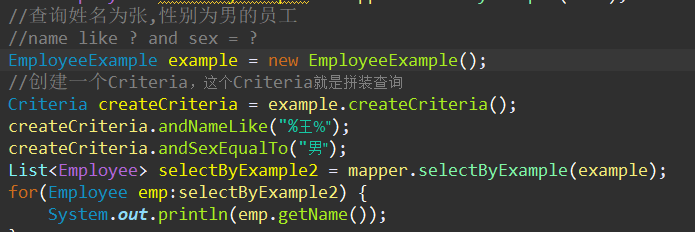 //查询姓名为张,性别为男的员工
//name like ? and sex = ?
EmployeeExample example = new EmployeeExample();
//创建一个Criteria，这个Criteria就是拼装查询
Criteria createCriteria = example.createCriteria();
createCriteria.andNameLike("%王%");
createCriteria.andSexEqualTo("男");
List<Employee> selectByExample2 = mapper.selectByExample(example);
for(Employee emp:selectByExample2) {
System.out.println(emp.getName());